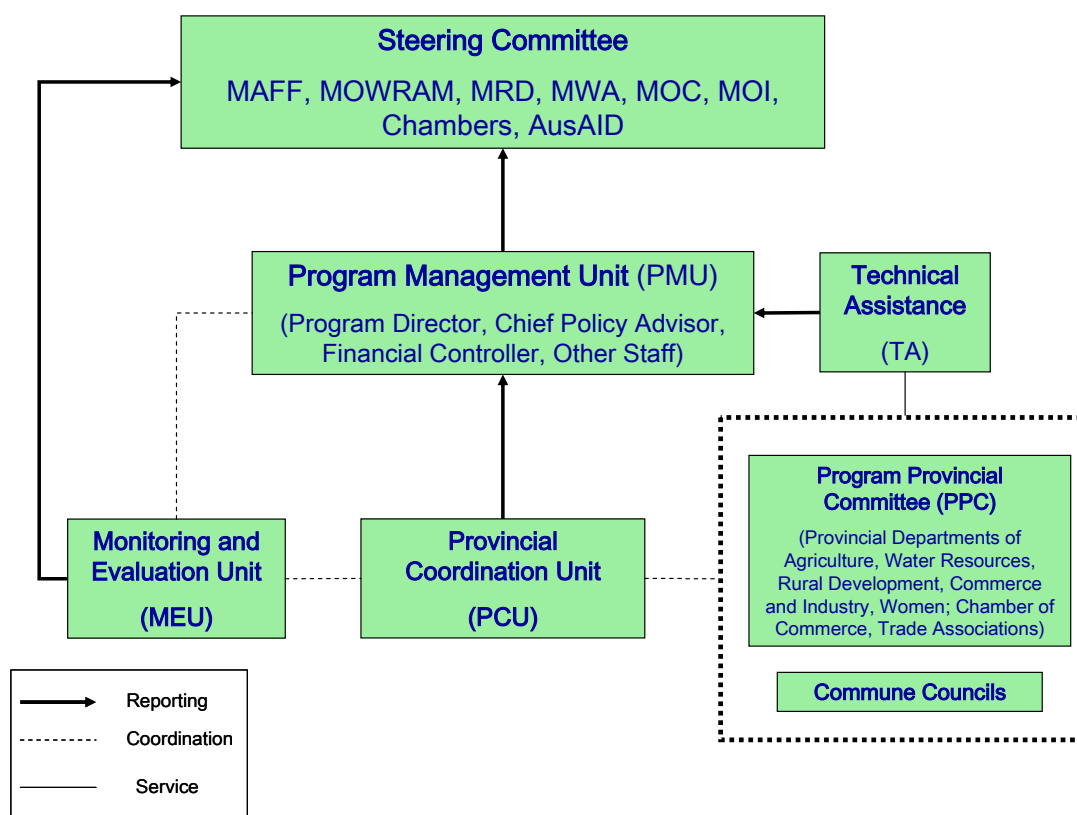 Steering Committee
MAFF, MOWRAM, MRD, MWA, MOC, MOI,
Chambers, AusAID
Program Management Unit (PMU)
(Program Director, Chief Policy Advisor,
Financial Controller, Other Staff)
Technical
Assistance
(TA)
Monitoring and
Evaluation Unit
(MEU)
Provincial
Coordination Unit
(PCU)
Program Provincial
Committee (PPC)
(Provincial Departments of
Agriculture, Water Resources,
Rural Development, Commerce
and Industry, Women; Chamber of
Commerce, Trade Associations)
Commune Councils
Reporting
Coordination
Service